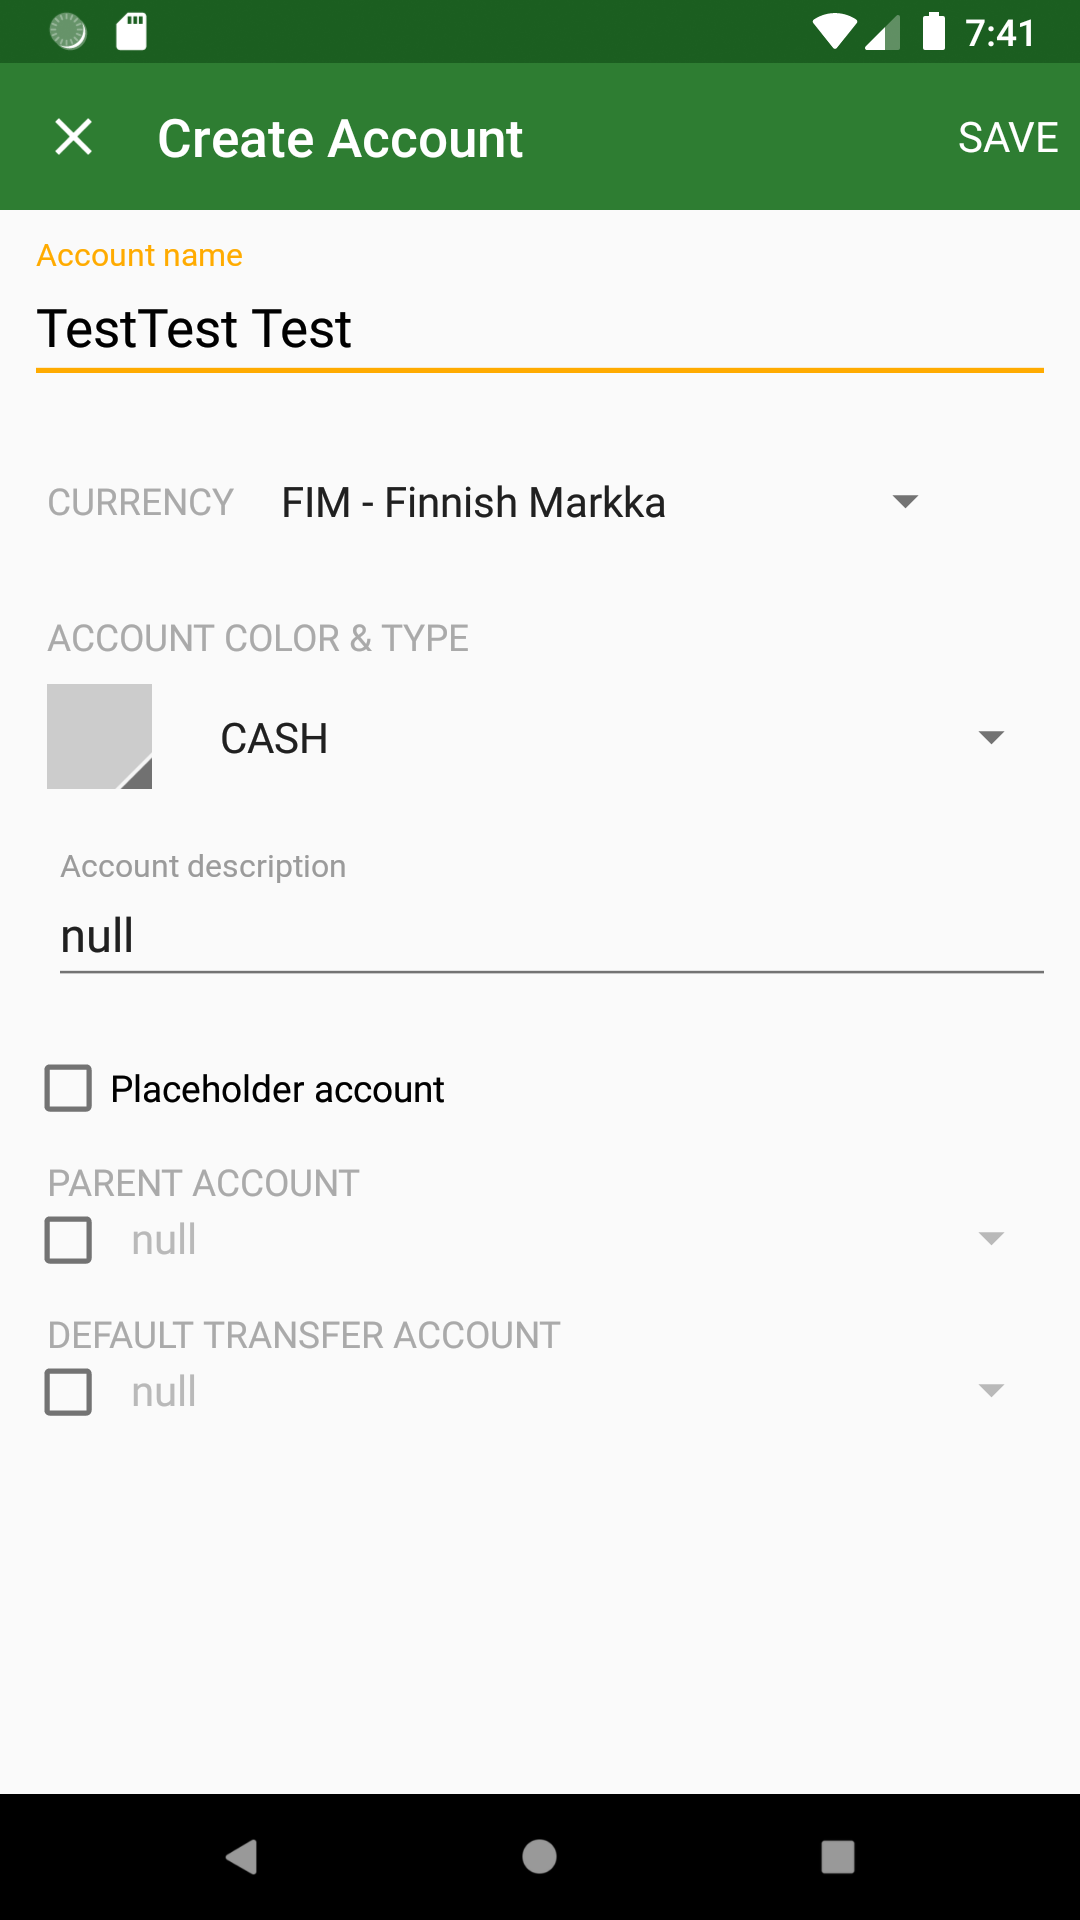 7:41
Create Account
SAVE
Account name
TestTest Test
CURRENCY FIM - Finnish Markka
ACCOUNT COLOR & TYPE
CASH
Account description
null
Placeholder account
PARENT ACCOUNT
null
DEFAULT TRANSFER ACCOUNT
null